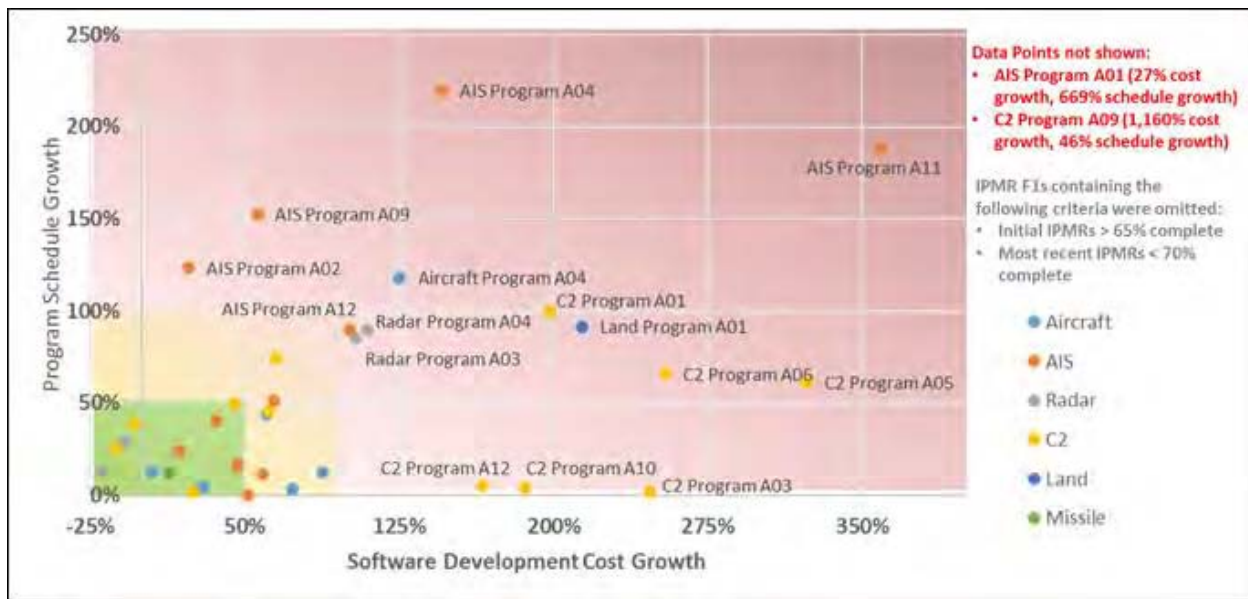 250%
200%
150%
100%
50%
0%
Program Schedule Growth
-25%
50%
125%
200%
275%
350%
Software Development Cost Growth
AIS Program A04
AIS Program A11
AIS Program A09
AIS Program A02
Aircraft Program A04
C2 Program A01
AIS Program A12
Radar Program A04
Land Program A01
Radar Program A03
C2 Program A06
C2 Program A05
C2 Program A12
C2 Program A10
C2 Program A03
Data Points not shown:
• AIS Program A01 (27% cost
growth, 669% schedule growth)
• C2 Program A09 (1,160% cost
growth, 46% schedule growth)
IPMR F1s containing the
following criteria were omitted:
• Initial IPMRs > 65% complete
• Most recent IPMRs < 70%
complete
Aircraft
AIS
Radar
C2
Land
Missile